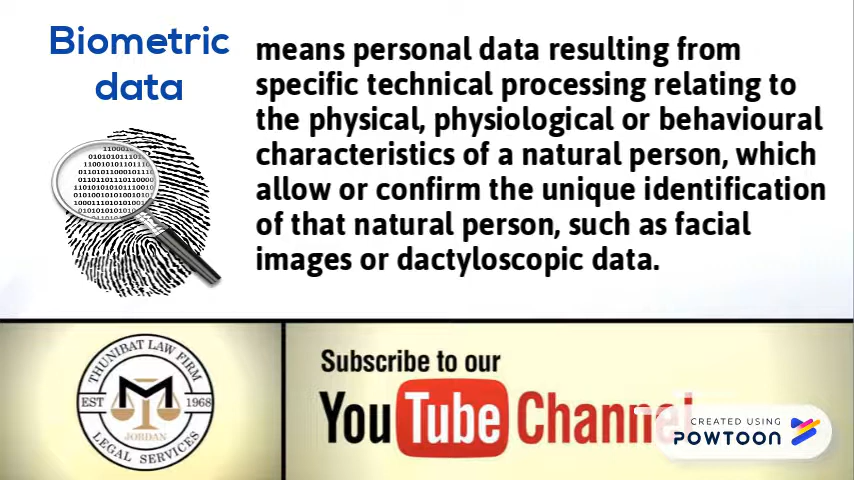 Biometric
data
means personal data resulting from
specific technical processing relating to
the physical, physiological or behavioural
characteristics of a natural person, which
allow or confirm the unique identification
of that natural person, such as facial
images or dactyloscopic data.
THUNIBAT LAW FIRM
EST 1968
M
JORDAN
LEGAL SERVICES
Subscribe to our
YouTube Channel
CREATED USING
POWTOON